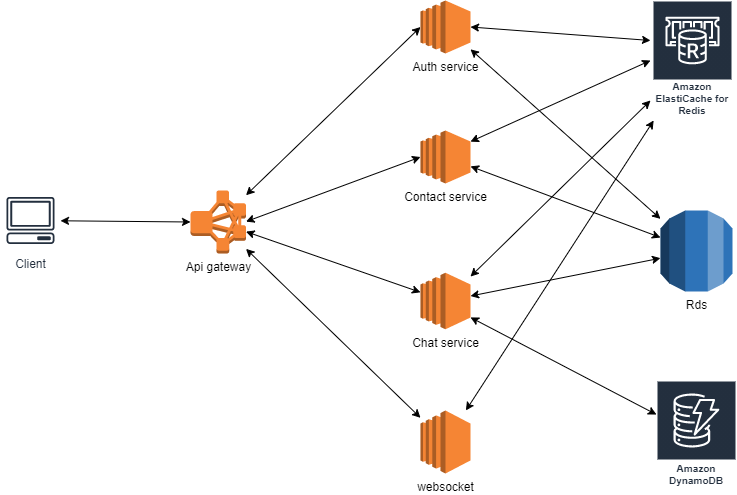 Auth service
Amazon
ElastiCache for
Redis
R
Contact service
Client
Api gateway
Rds
Chat service
Amazon
DynamoDB
websocket